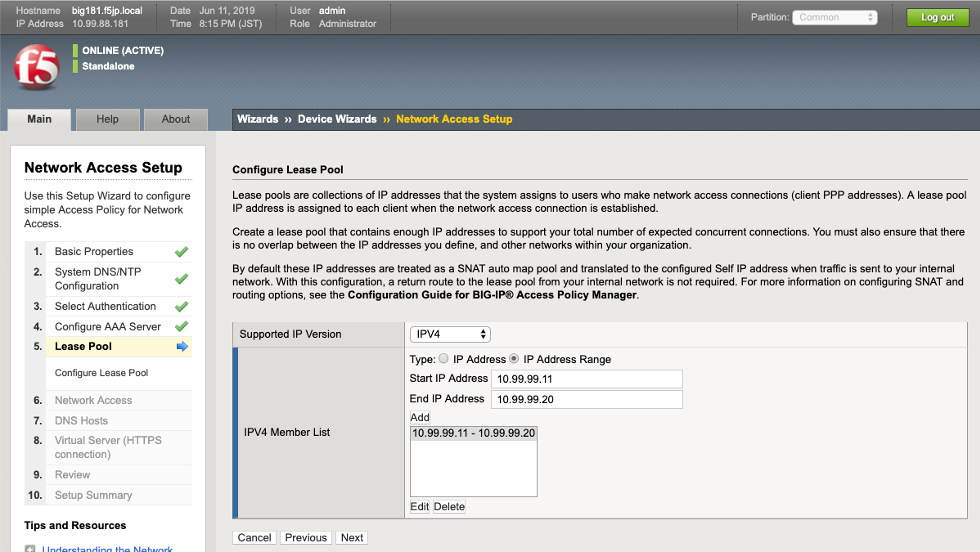 Hostname big181.f5jp.local Date Jun 11, 2019 User admin Partition: Common Log out
IP Address 10.99.88.181 Time 8:15 PM (JST) Role Administrator
f5 ONLINE (ACTIVE)
Standalone
Main Help About Wizards ›› Device Wizards ›› Network Access Setup
Network Access Setup
Use this Setup Wizard to configure
simple Access Policy for Network
Access.
1. Basic Properties
2. System DNS/NTP
Configuration
3. Select Authentication
4. Configure AAA Server
5. Lease Pool
Configure Lease Pool
6. Network Access
7. DNS Hosts
8. Virtual Server (HTTPS
connection)
9. Review
10. Setup Summary
Tips and Resources
Understanding the Network
Configure Lease Pool
Lease pools are collections of IP addresses that the system assigns to users who make network access connections (client PPP addresses). A lease pool
IP address is assigned to each client when the network access connection is established.
Create a lease pool that contains enough IP addresses to support your total number of expected concurrent connections. You must also ensure that there
is no overlap between the IP addresses you define, and other networks within your organization.
By default these IP addresses are treated as a SNAT auto map pool and translated to the configured Self IP address when traffic is sent to your internal
network. With this configuration, a return route to the lease pool from your internal network is not required. For more information on configuring SNAT and
routing options, see the Configuration Guide for BIG-IP® Access Policy Manager.
Supported IP Version IPV4
IPV4 Member List
Type: IP Address IP Address Range
Start IP Address 10.99.99.11
End IP Address 10.99.99.20
Add
10.99.99.11 - 10.99.99.20
Edit Delete
Cancel Previous Next